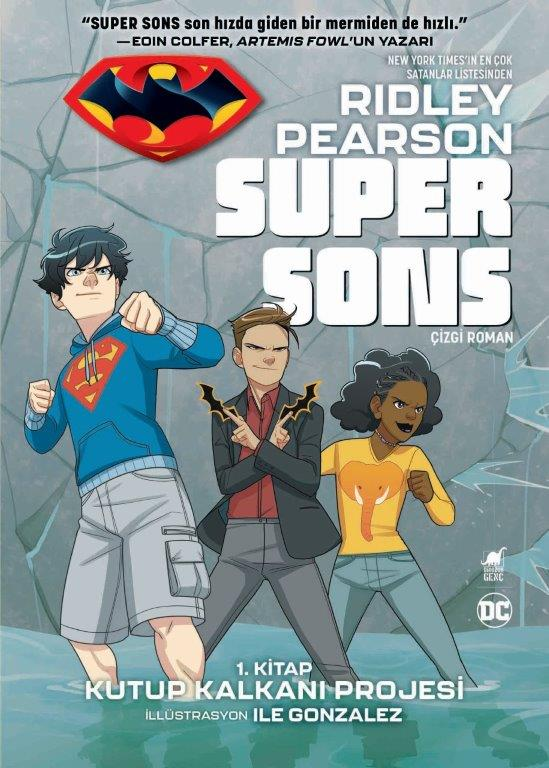 “SUPER SONS son hızda giden bir mermiden de hızlı.”
—EOIN COLFER, ARTEMIS FOWL’UN YAZARI
NEW YORK TIMES’IN EN ÇOK
SATANLAR LİSTESİNDEN
RIDLEY
PEARSON
SUPER
SONS
ÇİZGİ ROMAN
GENÇ
DC
1. KİTAP
KUTUP KALKANI PROJESİ
İLLÜSTRASYON ILE GONZALEZ